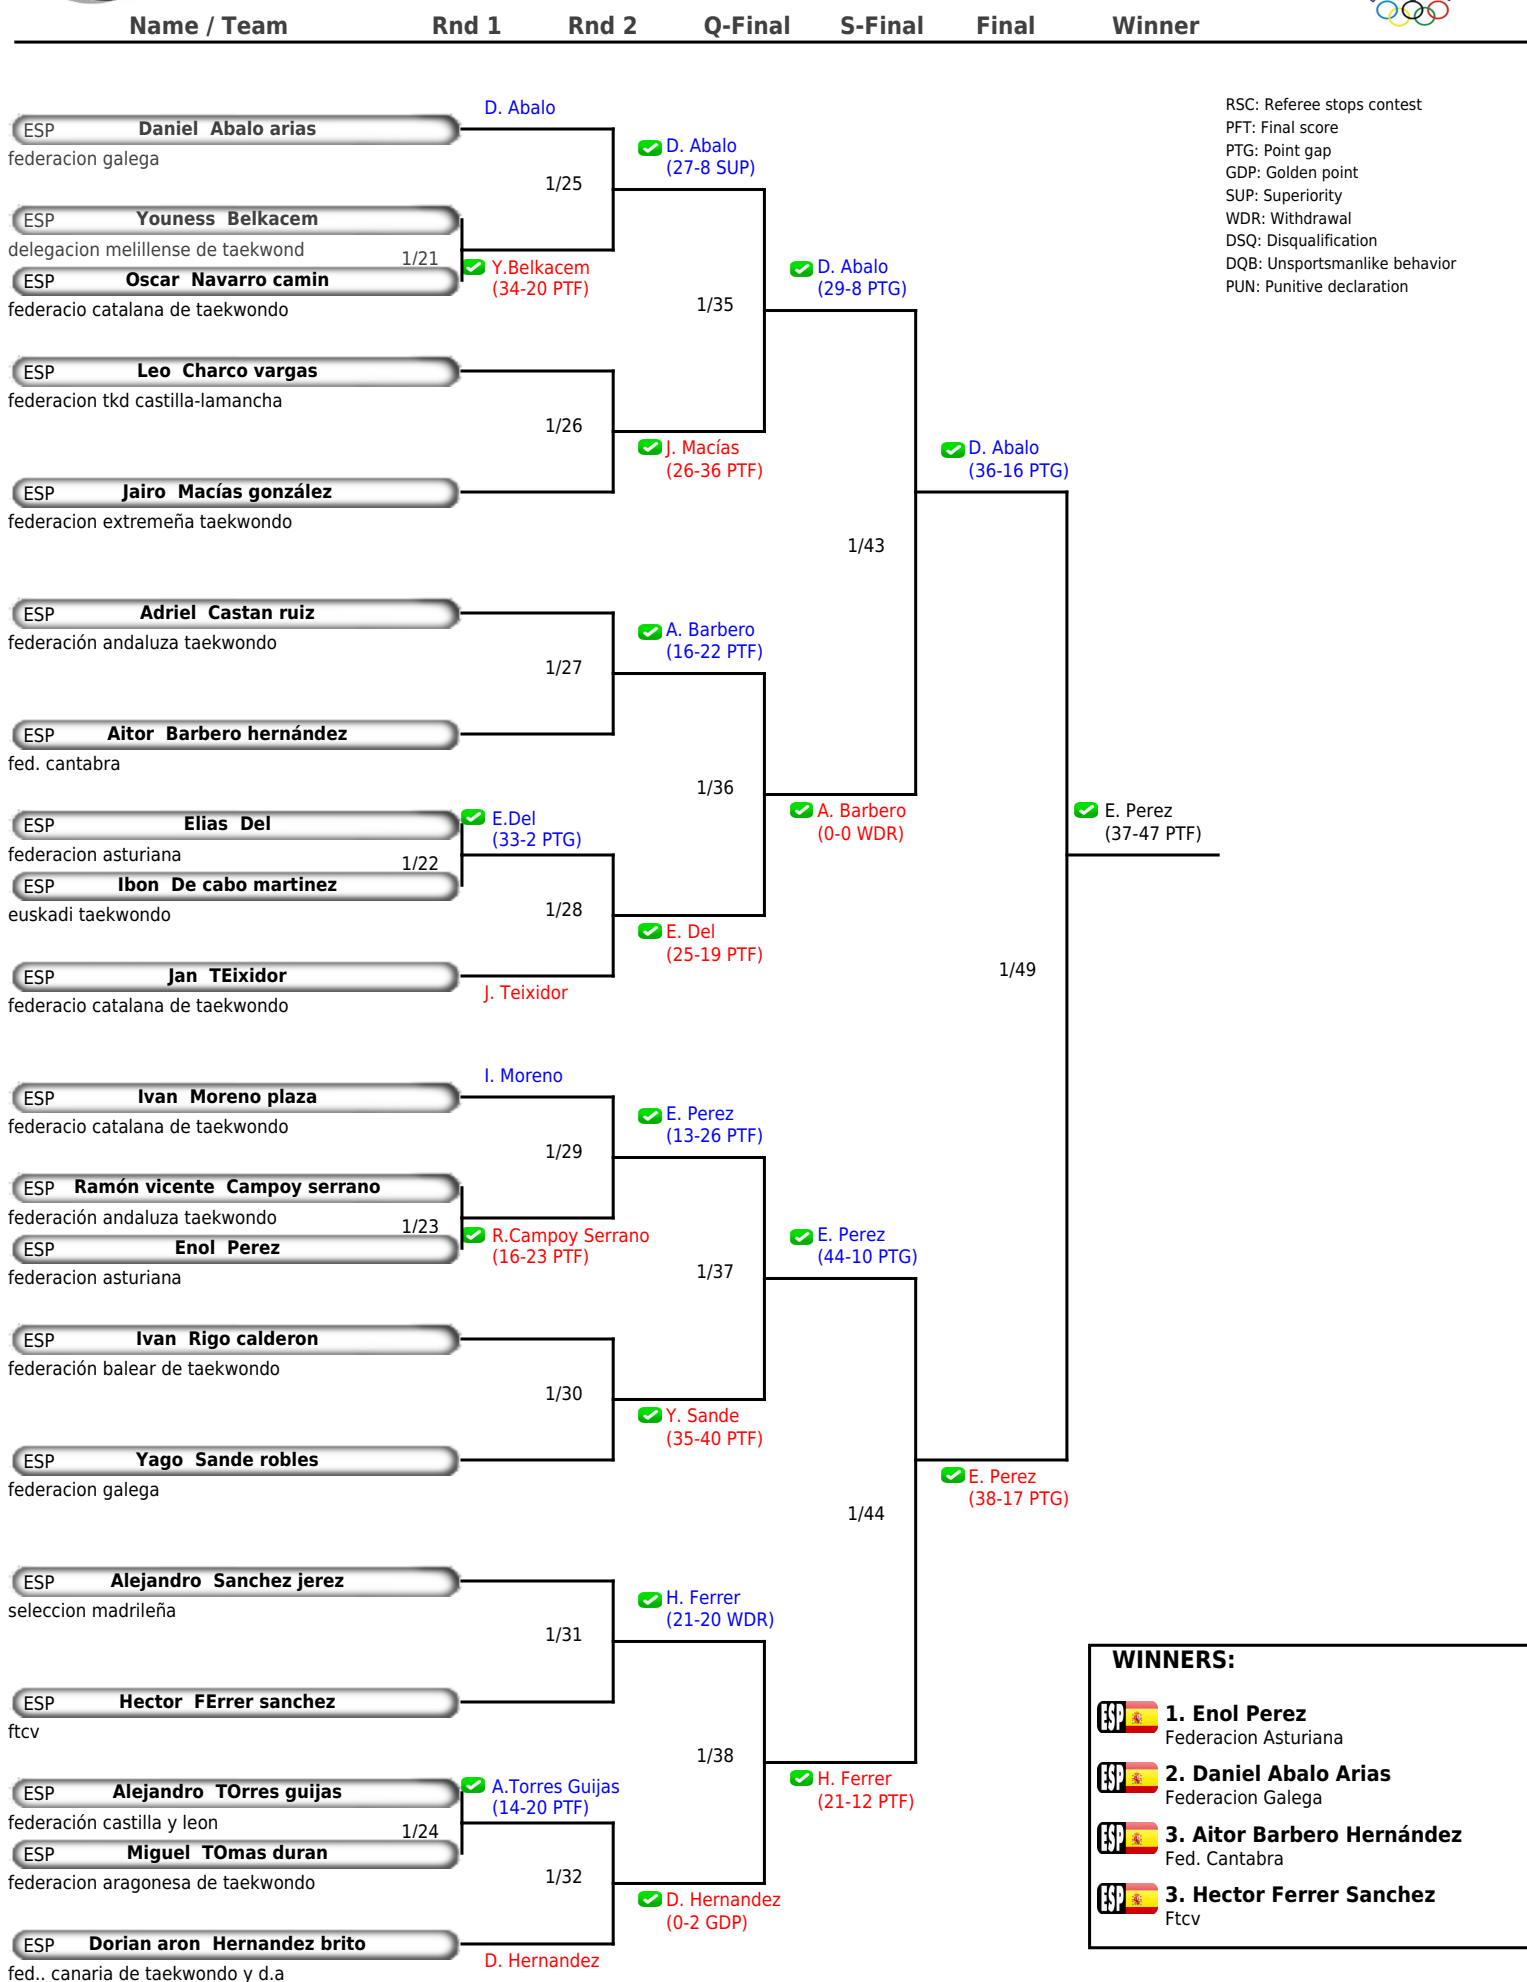 Name / Team Rnd 1 Rnd 2 Q-Final S-Final Final Winner
RSC: Referee stops contest
PFT: Final score
PTG: Point gap
GDP: Golden point
SUP: Superiority
WDR: Withdrawal
DSQ: Disqualification
DQB: Unsportsmanlike behavior
PUN: Punitive declaration
D. Abalo
ESP Daniel Abalo arias
federacion galega
D. Abalo
(27-8 SUP)
1/25
ESP Youness Belkacem
delegacion melillense de taekwond
1/21
ESP Oscar Navarro camin
federacio catalana de taekwondo
Y.Belkacem
(34-20 PTF)
D. Abalo
(29-8 PTG)
1/35
ESP Leo Charco vargas
federacion tkd castilla-lamancha
1/26
J. Macías
(26-36 PTF)
D. Abalo
(36-16 PTG)
ESP Jairo Macías gonzález
federacion extremeña taekwondo
1/43
ESP Adriel Castan ruiz
federación andaluza taekwondo
A. Barbero
(16-22 PTF)
1/27
ESP Aitor Barbero hernández
fed. cantabra
1/36
ESP Elias Del
federacion asturiana
E.Del
(33-2 PTG)
A. Barbero
(0-0 WDR)
E. Perez
(37-47 PTF)
1/22
ESP Ibon De cabo martinez
euskadi taekwondo
1/28
E. Del
(25-19 PTF)
ESP Jan TEixidor
federacio catalana de taekwondo
J. Teixidor
1/49
I. Moreno
ESP Ivan Moreno plaza
federacio catalana de taekwondo
E. Perez
(13-26 PTF)
1/29
ESP Ramón vicente Campoy serrano
federación andaluza taekwondo
1/23
ESP Enol Perez
federacion asturiana
R.Campoy Serrano
(16-23 PTF)
E. Perez
(44-10 PTG)
1/37
ESP Ivan Rigo calderon
federación balear de taekwondo
1/30
Y. Sande
(35-40 PTF)
ESP Yago Sande robles
federacion galega
E. Perez
(38-17 PTG)
1/44
ESP Alejandro Sanchez jerez
seleccion madrileña
H. Ferrer
(21-20 WDR)
1/31
ESP Hector FErrer sanchez
ftcv
1/38
ESP Alejandro TOrres guijas
federación castilla y leon
A.Torres Guijas
(14-20 PTF)
H. Ferrer
(21-12 PTF)
1/24
ESP Miguel TOmas duran
federacion aragonesa de taekwondo
1/32
D. Hernandez
(0-2 GDP)
ESP Dorian aron Hernandez brito
fed.. canaria de taekwondo y d.a
D. Hernandez
WINNERS:
ESP 1. Enol Perez
Federacion Asturiana
ESP 2. Daniel Abalo Arias
Federacion Galega
ESP 3. Aitor Barbero Hernández
Fed. Cantabra
ESP 3. Hector Ferrer Sanchez
Ftcv